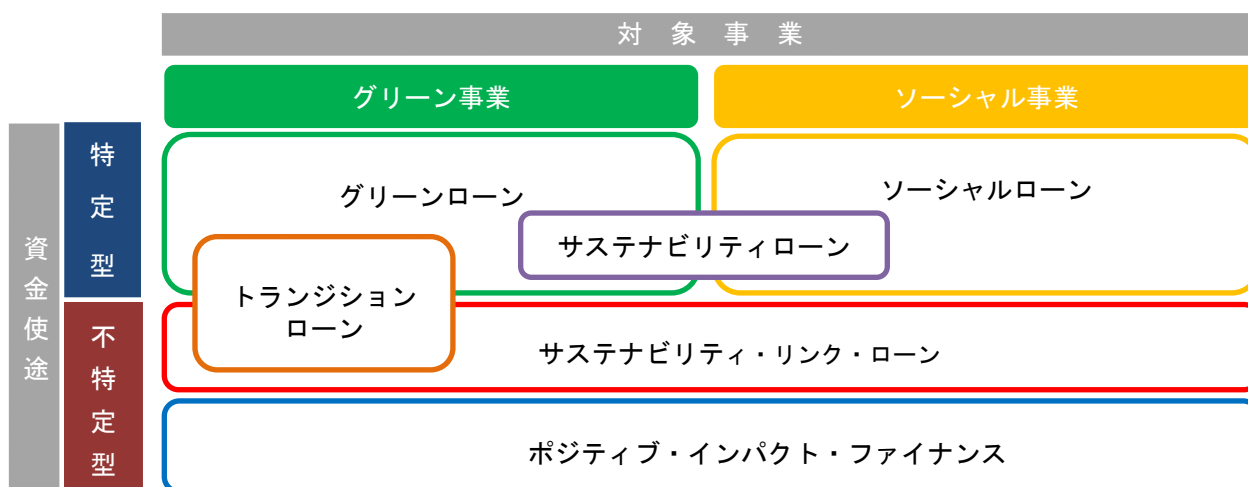 対象事業
グリーン事業
ソーシャル事業
資金使途
特定型
グリーンローン
ソーシャルローン
サステナビリティローン
トランジション
ローン
不特定型
サステナビリティ・リンク・ローン
ポジティブ・インパクト・ファイナンス